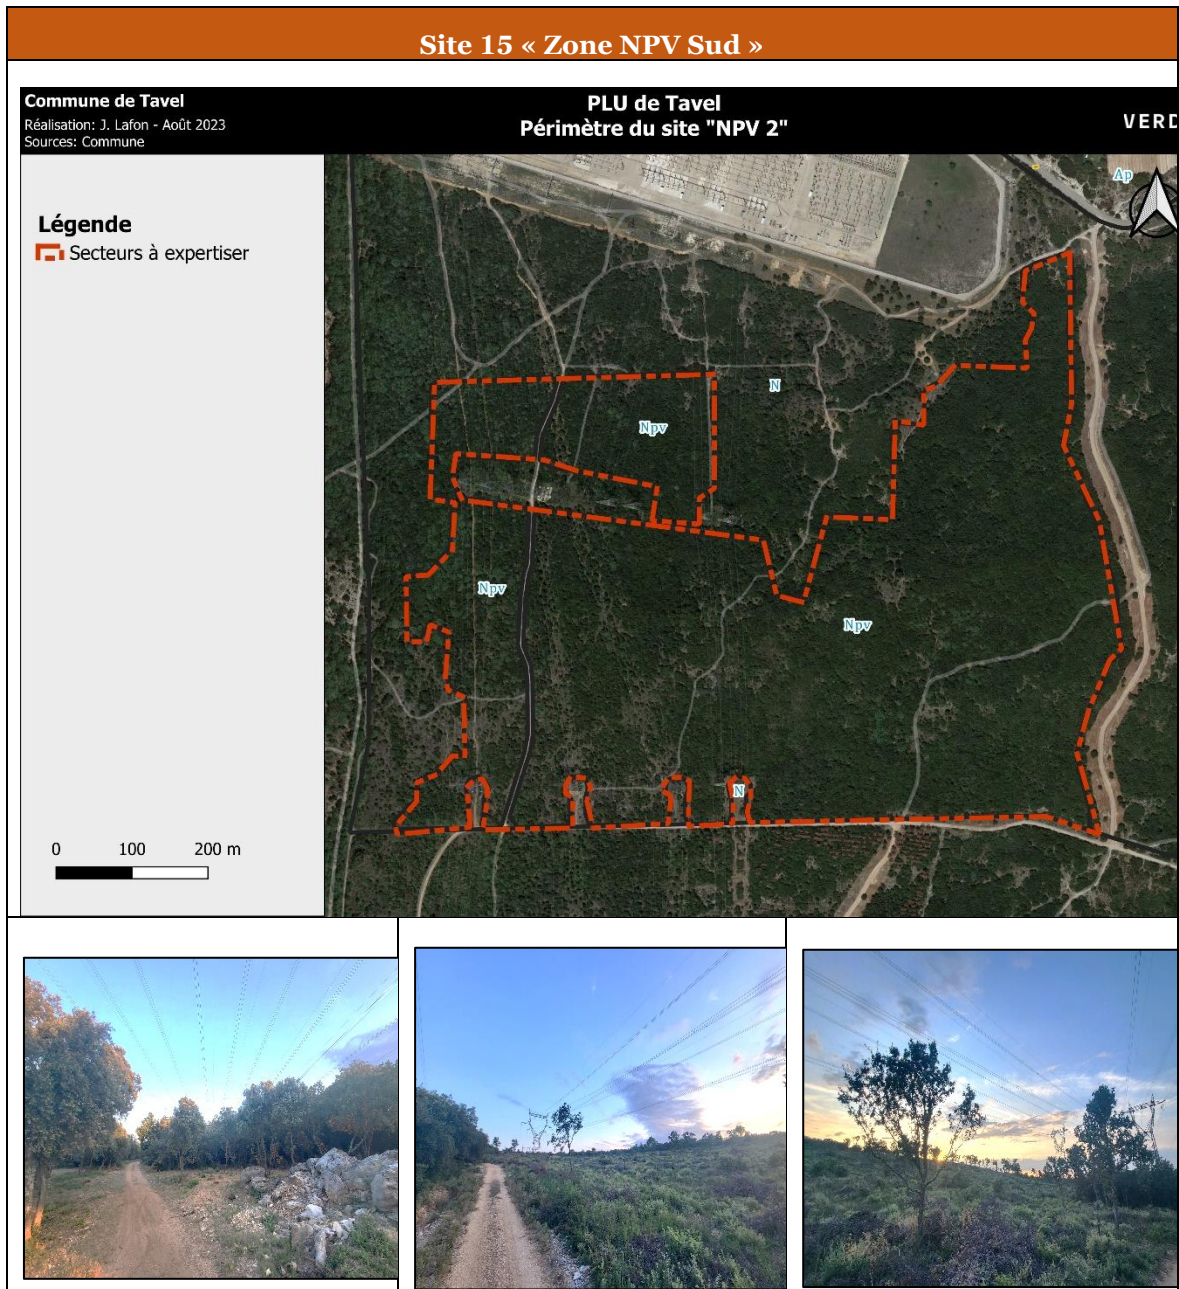 Site 15 « Zone NPV Sud »
Commune de Tavel
Réalisation: J. Lafon - Août 2023
Sources: Commune
PLU de Tavel
Périmètre du site "NPV 2"
VERD
Légende
Secteurs à expertiser
Ap
N
Npv
Npv
Npv
N
0 100 200 m